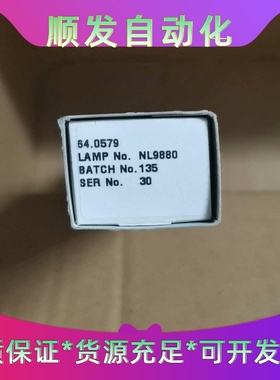 顺发自动化
64.0579
LAMP No. NL9880
BATCH No.135
SER No. 30
质保证*货源充足*可开发